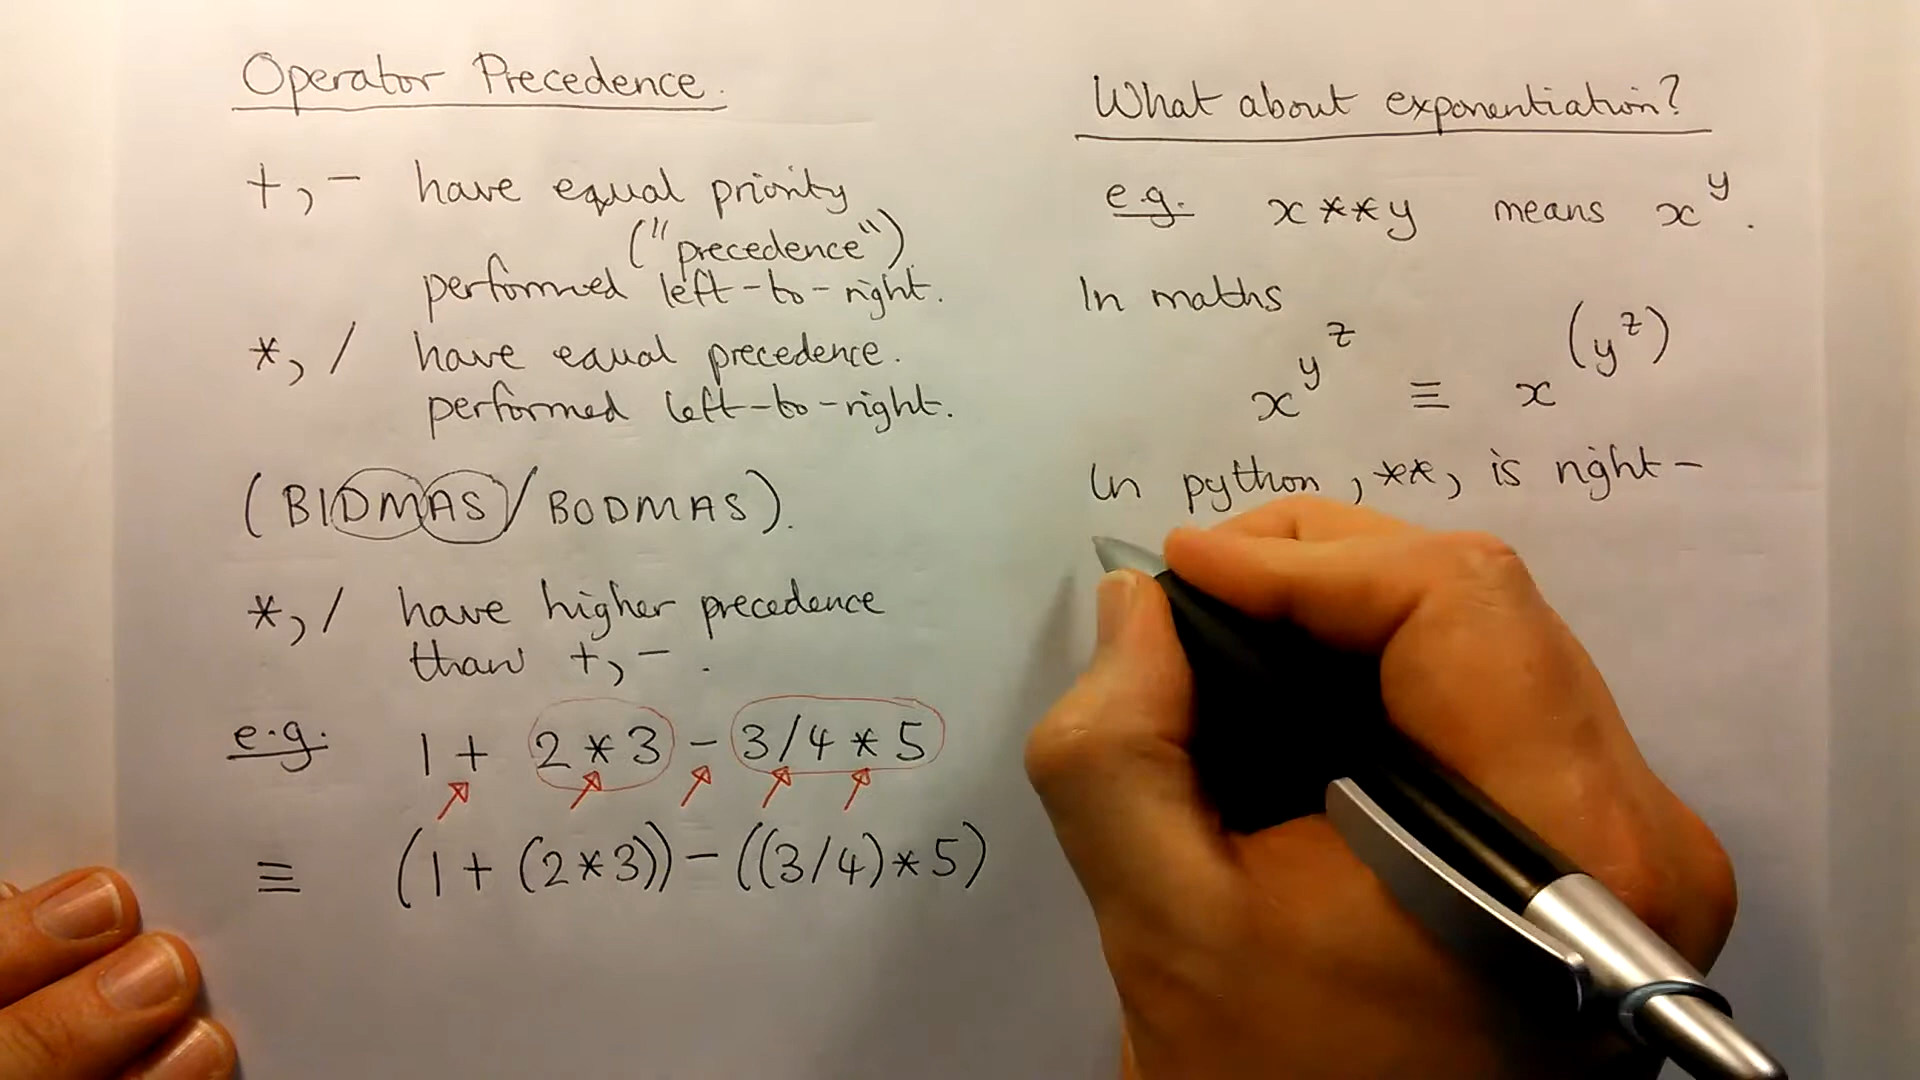 Operator Precedence.
+, - have equal priority
("precedence")
performed left-to-right.
*, / have equal precedence.
performed left-to-right.
(BIDMAS/BODMAS).
*, / have higher precedence
than +, - .
e.g. 1 + 2 * 3 - 3/4 * 5
≡ (1 + (2*3)) - ((3/4)*5)
What about exponentiation?
e.g. x**y means x^y.
In maths
x^y^z ≡ x^(y^z)
In python, **, is right-